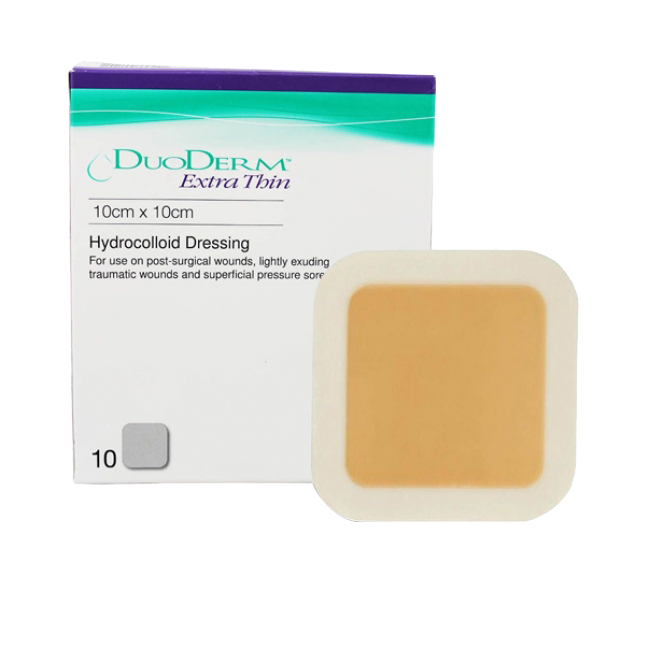 DUODERM™
Extra Thin
10cm x 10cm
Hydrocolloid Dressing
For use on post-surgical wounds, lightly exuding
traumatic wounds and superficial pressure
10